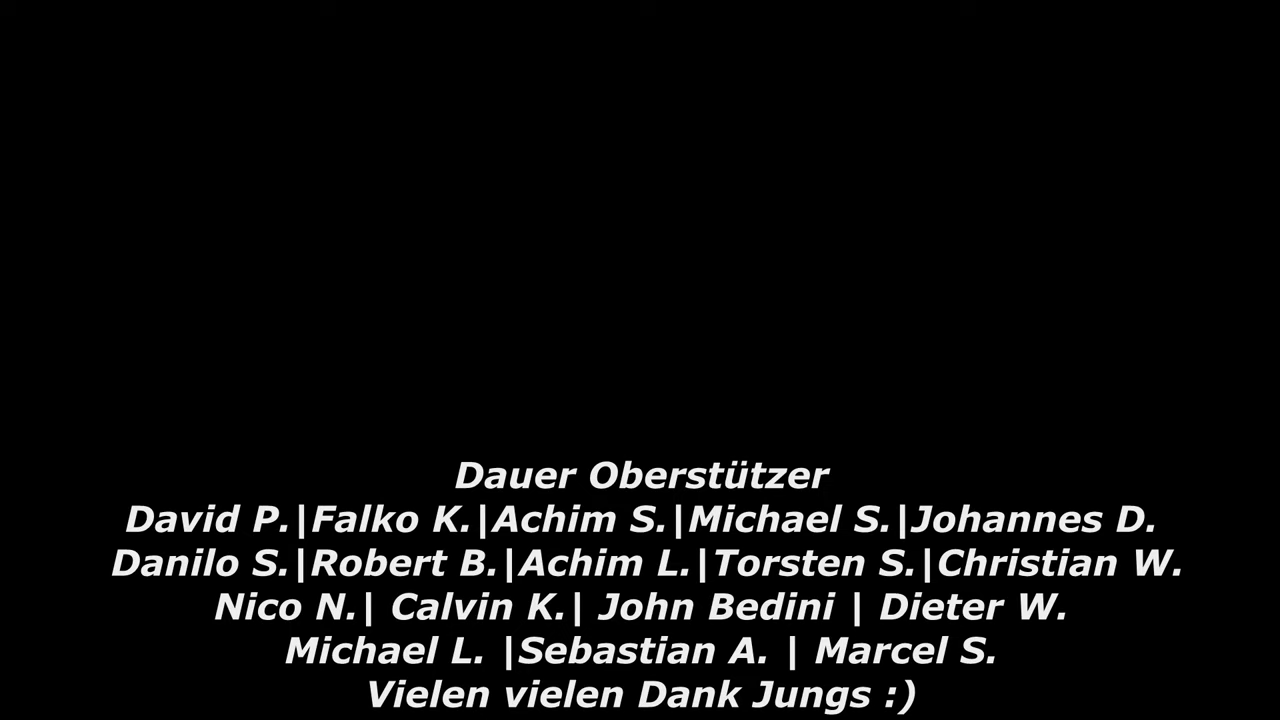 Dauer Oberstützer
David P.|Falko K.|Achim S.|Michael S.|Johannes D.
Danilo S.|Robert B.|Achim L.|Torsten S.|Christian W.
Nico N.| Calvin K.| John Bedini | Dieter W.
Michael L. |Sebastian A. | Marcel S.
Vielen vielen Dank Jungs :)